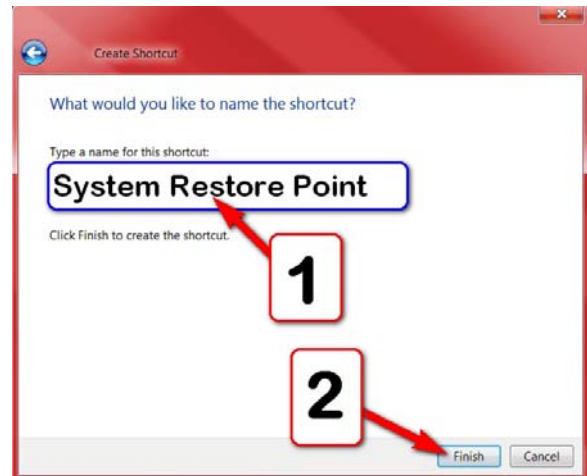 Create Shortcut
What would you like to name the shortcut?
Type a name for this shortcut:
System Restore Point
Click Finish to create the shortcut.
1
2
Finish Cancel